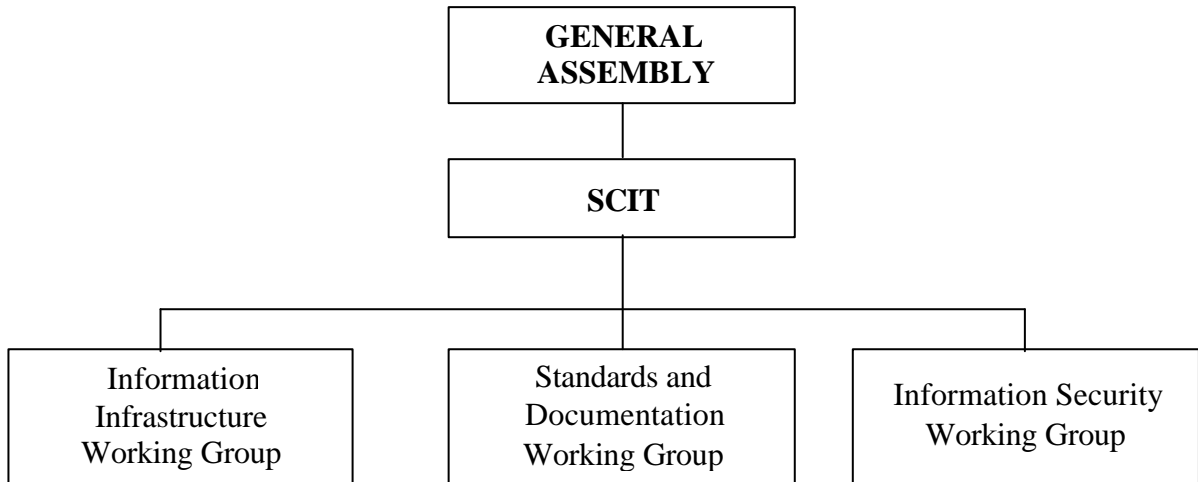 GENERAL
ASSEMBLY
SCIT
Information
Infrastructure
Working Group
Standards and
Documentation
Working Group
Information Security
Working Group